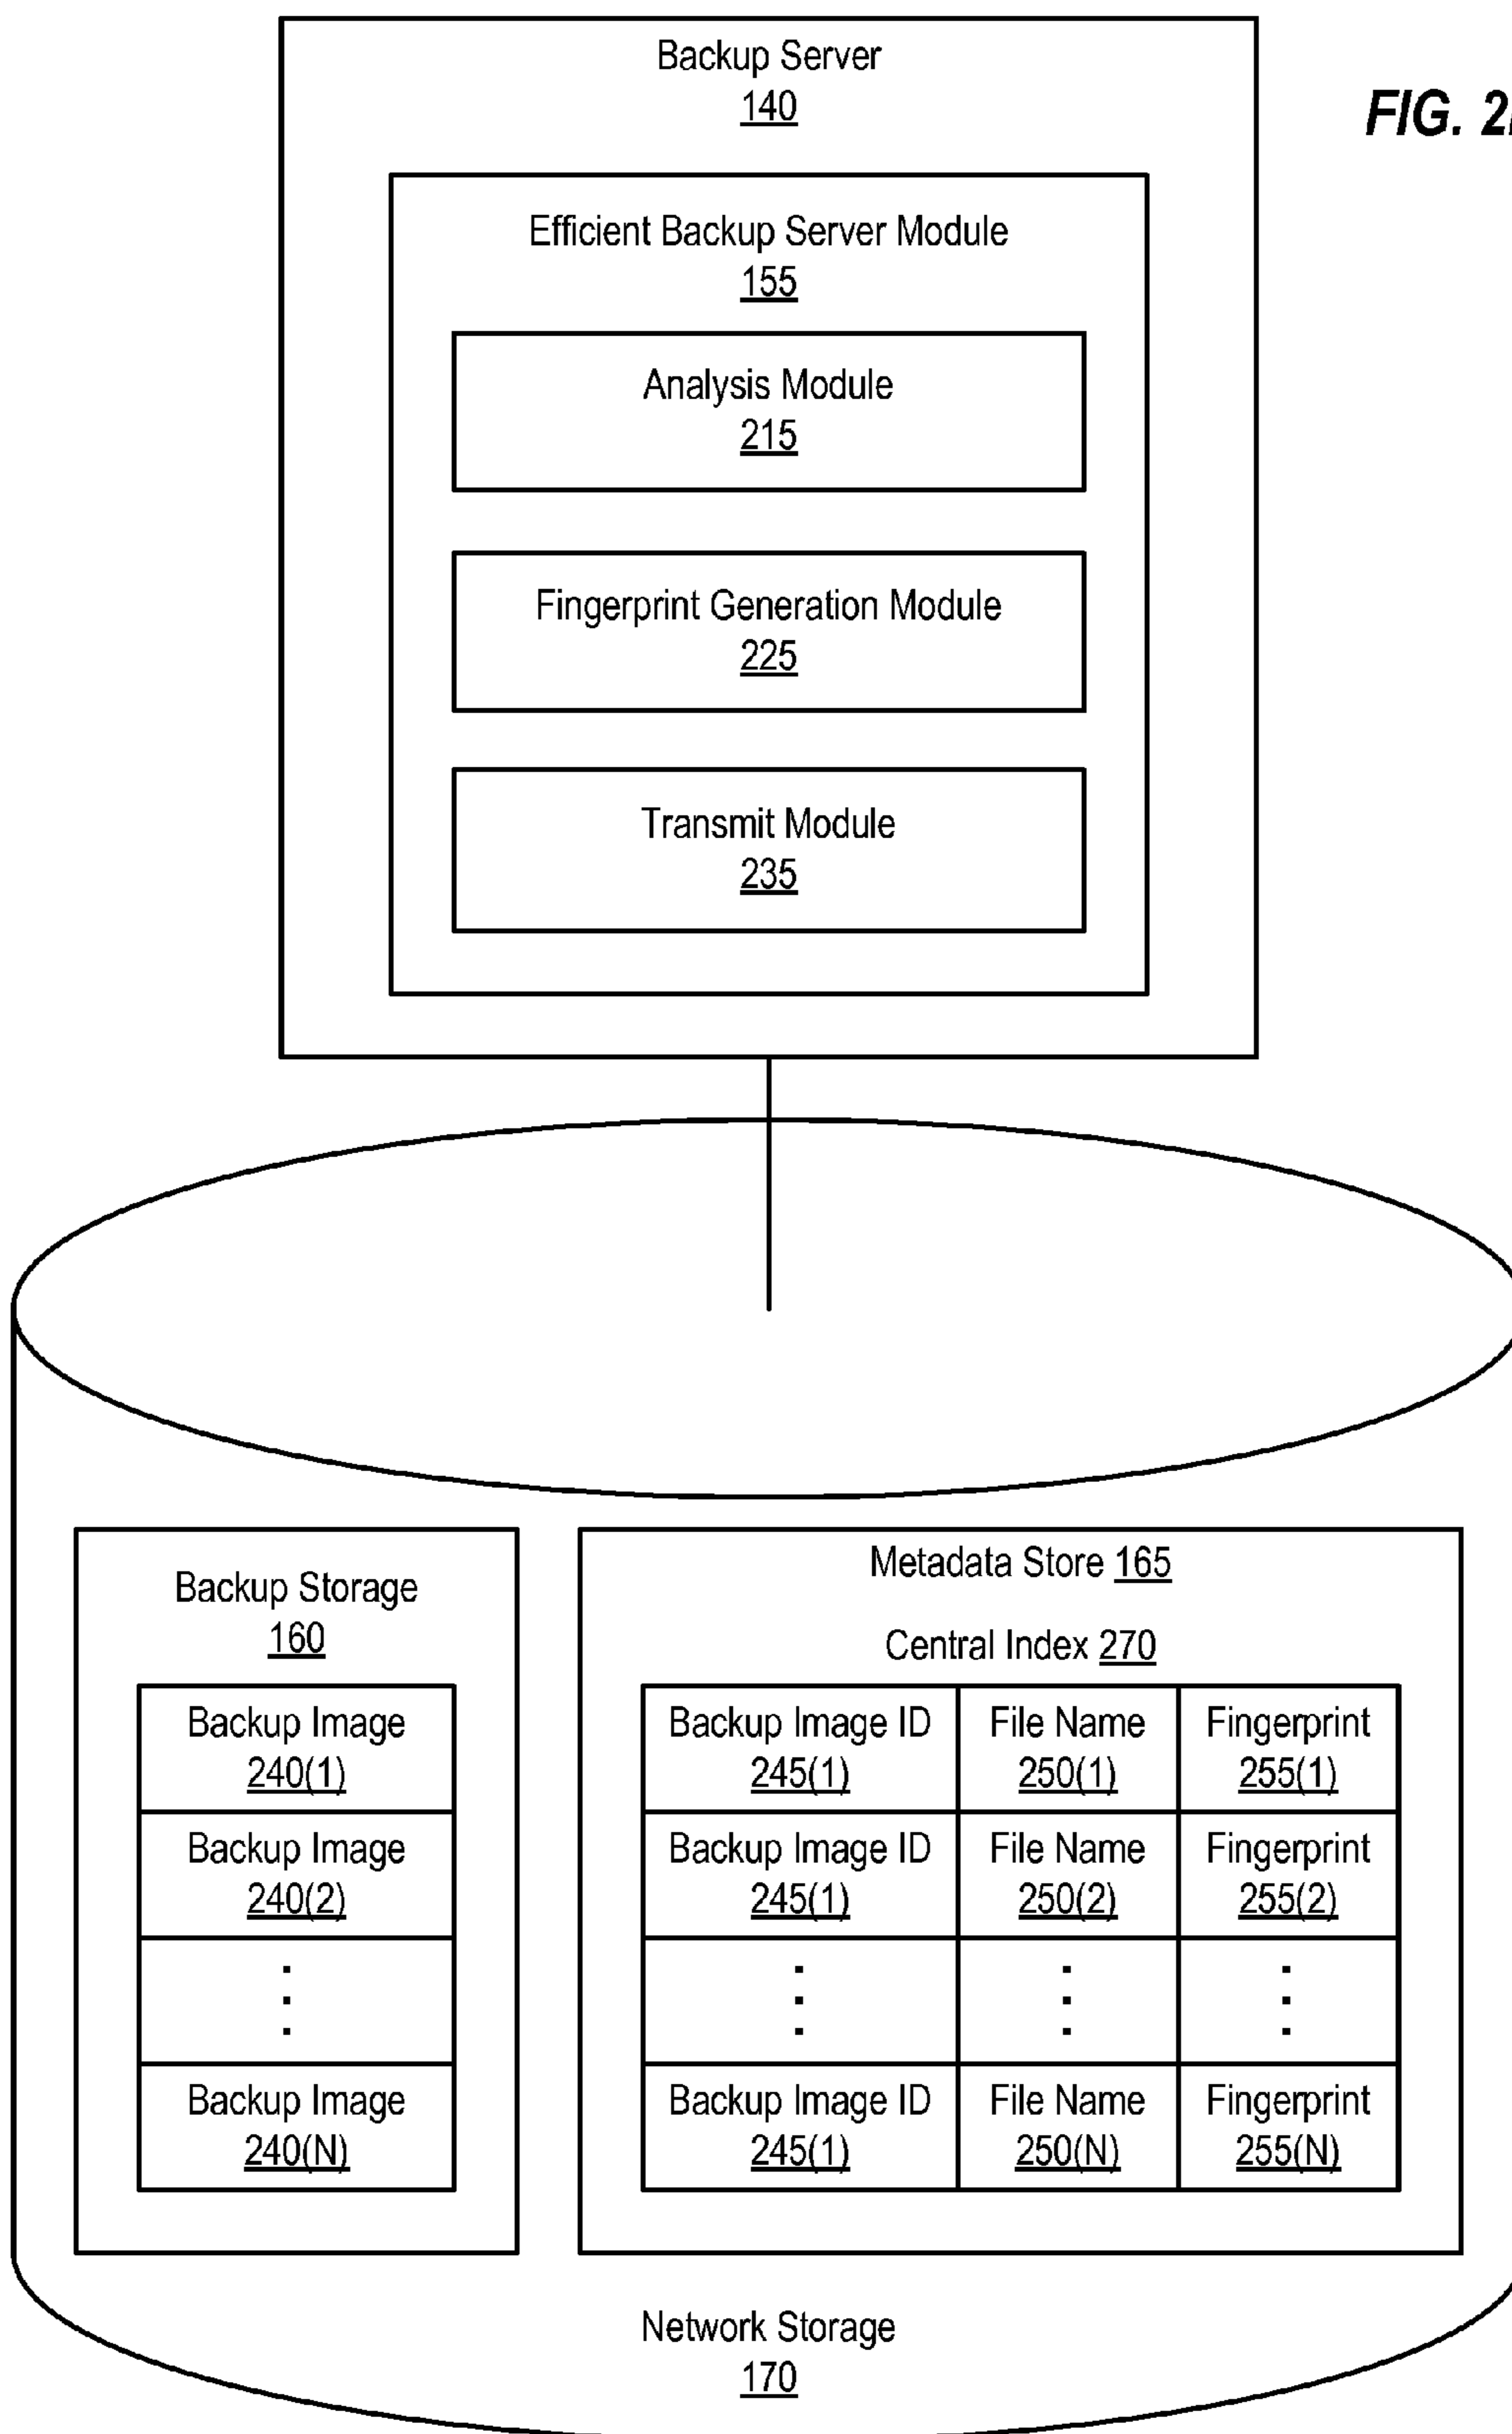 Backup Server
140
FIG. 2
Efficient Backup Server Module
155
Analysis Module
215
Fingerprint Generation Module
225
Transmit Module
235
Backup Storage
160
Backup Image
240(1)
Backup Image
240(2)
Backup Image
240(N)
Metadata Store 165
Central Index 270
Backup Image ID File Name Fingerprint
245(1) 250(1) 255(1)
Backup Image ID File Name Fingerprint
245(1) 250(2) 255(2)
Backup Image ID File Name Fingerprint
245(1) 250(N) 255(N)
Network Storage
170